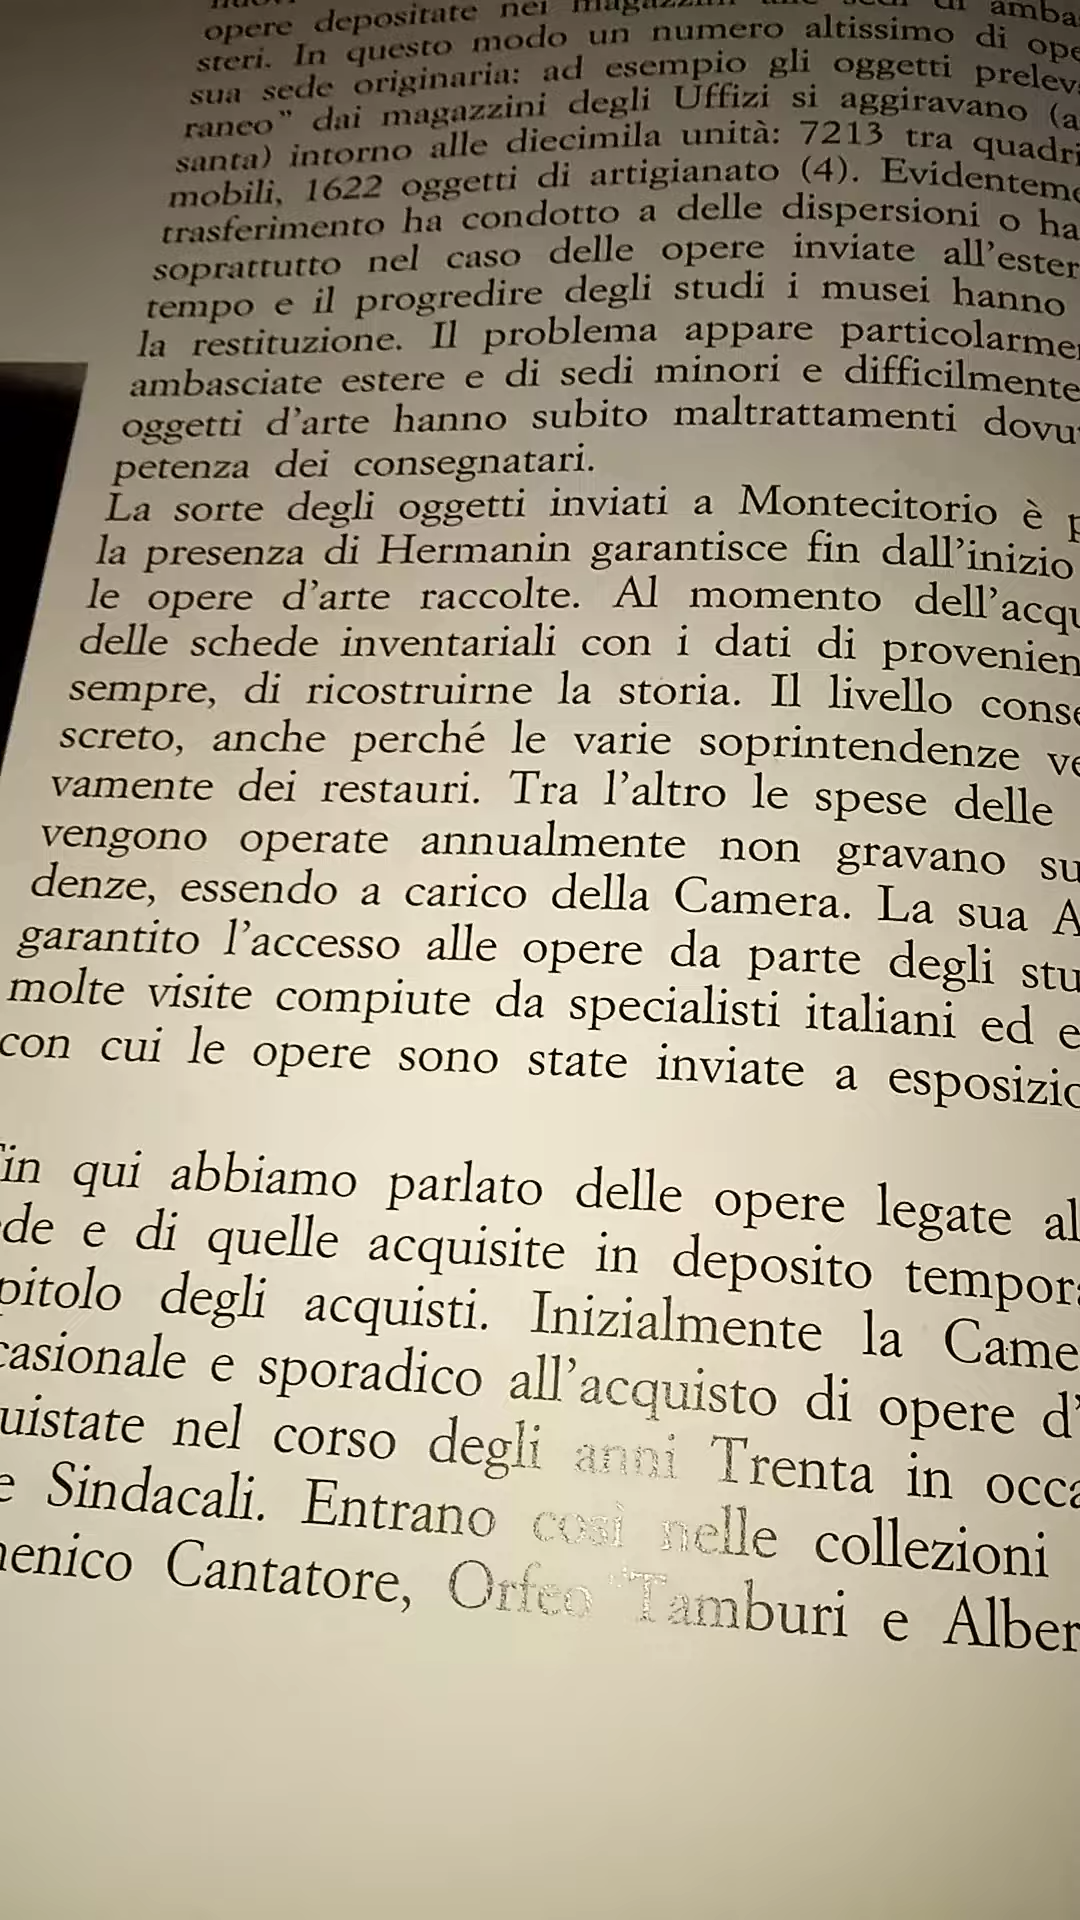 opere depositate nei magazzini
steri. In questo modo un numero altissimo di ope
sua sede originaria: ad esempio gli oggetti prelev
raneo" dai magazzini degli Uffizi si aggiravano (a
santa) intorno alle diecimila unità: 7213 tra quadri
mobili, 1622 oggetti di artigianato (4). Evidenteme
trasferimento ha condotto a delle dispersioni o ha
soprattutto nel caso delle opere inviate all'ester
tempo e il progredire degli studi i musei hanno
la restituzione. Il problema appare particolarme
ambasciate estere e di sedi minori e difficilmente
oggetti d'arte hanno subito maltrattamenti dovu
petenza dei consegnatari.
La sorte degli oggetti inviati a Montecitorio è p
la presenza di Hermanin garantisce fin dall'inizio
le opere d'arte raccolte. Al momento dell'acqu
delle schede inventariali con i dati di provenien
sempre, di ricostruirne la storia. Il livello conse
screto, anche perché le varie soprintendenze ve
vamente dei restauri. Tra l'altro le spese delle
vengono operate annualmente non gravano su
denze, essendo a carico della Camera. La sua A
garantito l'accesso alle opere da parte degli stu
molte visite compiute da specialisti italiani ed e
con cui le opere sono state inviate a esposizio
in qui abbiamo parlato delle opere legate al
de e di quelle acquisite in deposito tempora
pitolo degli acquisti. Inizialmente la Came
casionale e sporadico all'acquisto di opere d'
uistate nel corso degli anni Trenta in occa
e Sindacali. Entrano così nelle collezioni
menico Cantatore, Orfeo Tamburi e Alber